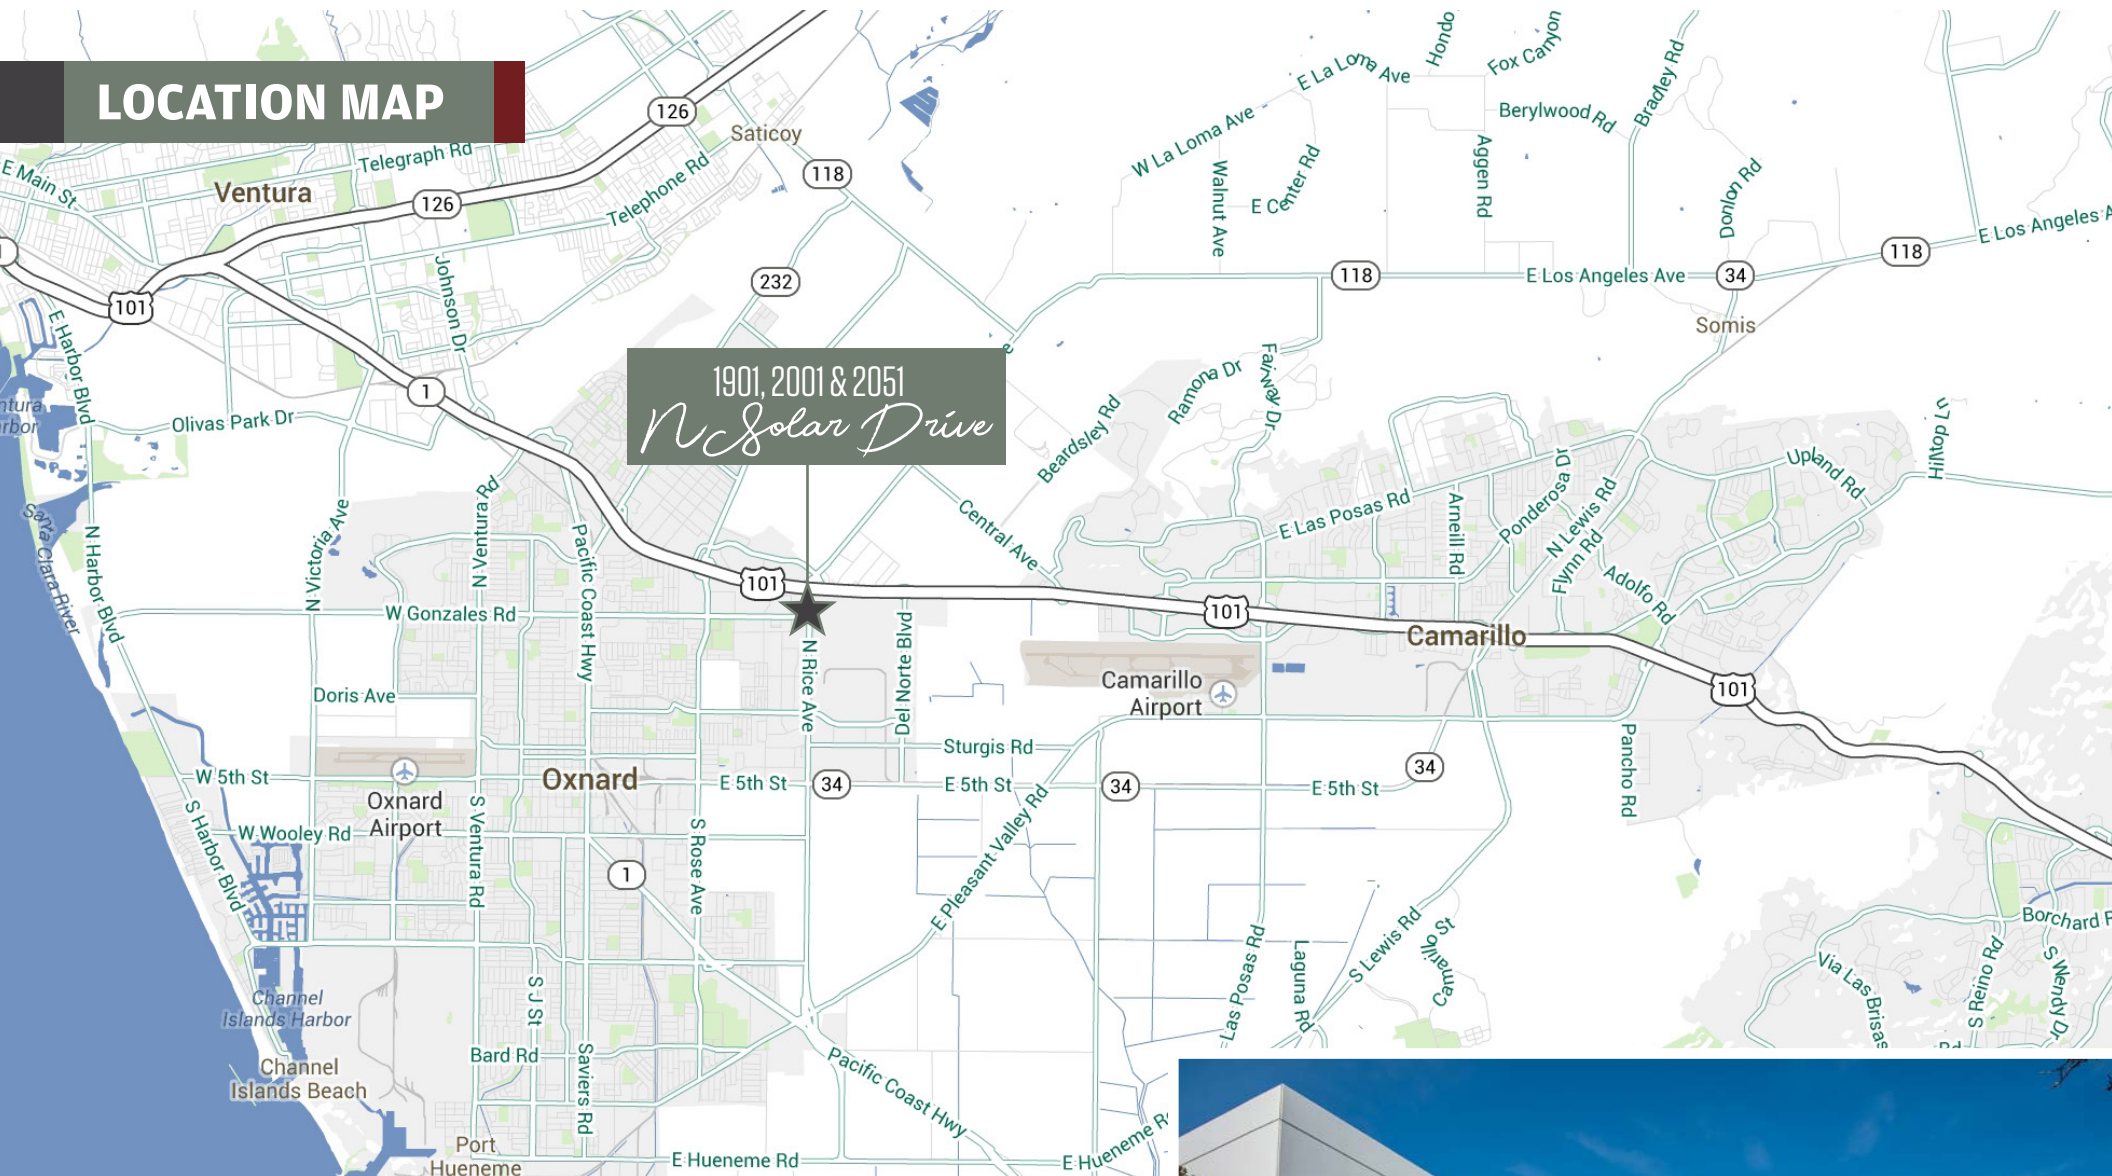 LOCATION MAP
1901, 2001 & 2051
N Solar Drive
Hondo
Fox Canyon
E La Loma Ave
Bradley Rd
126
Saticoy
Berylwood Rd
W La Loma Ave
Telegraph Rd
E Main St
Ventura
126
Telephone Rd
118
Walnut Ave
E Center Rd
Aggen Rd
Donlon Rd
E Los Angeles A
118
101
Johnson Dr
232
118
E Los Angeles Ave
34
Somis
E Harbor Blvd
Ramona Dr
Fairway Dr
1
ntura
rbor
Olivas Park Dr
Beardsley Rd
Hilltop Ln
Upland Rd
Santa Clara River
N Harbor Blvd
N Victoria Ave
N Ventura Rd
Pacific Coast Hwy
Central Ave
E Las Posas Rd
Arneill Rd
Ponderosa Dr
N Lewis Rd
Flynn Rd
Adolfo Rd
101
101
W Gonzales Rd
Camarillo
N Rice Ave
Del Norte Blvd
Camarillo
Airport
101
Doris Ave
Pancho Rd
Sturgis Rd
W 5th St
Oxnard
E 5th St
34
E 5th St
34
E 5th St
34
Oxnard
Airport
S Harbor Blvd
W Wooley Rd
S Ventura Rd
S Rose Ave
E Pleasant Valley Rd
1
S Lewis Rd
Camarillo St
Las Posas Rd
Laguna Rd
Borchard R
Via Las Brisas
S Reino Rd
S Wendy Dr
Rd
Channel
Islands Harbor
S J St
Bard Rd
Saviers Rd
Channel
Islands Beach
Pacific Coast Hwy
Port
Hueneme
E Hueneme Rd
E Hueneme R